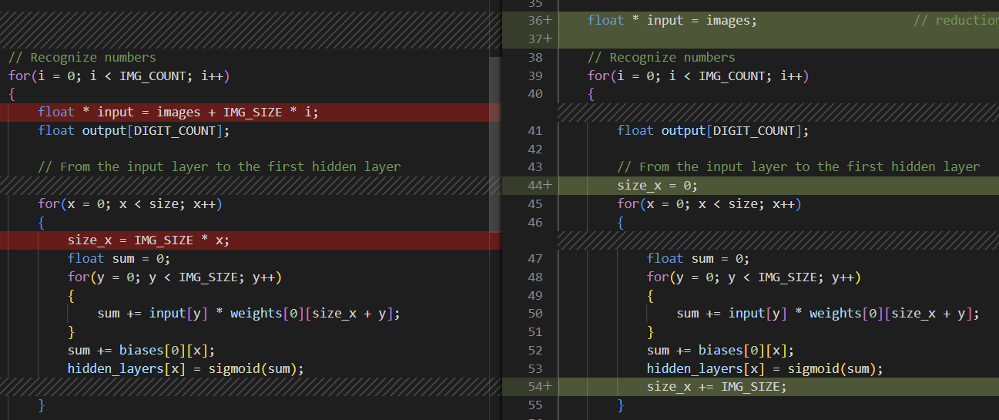 // Recognize numbers
for(i = 0; i < IMG_COUNT; i++)
{
float * input = images + IMG_SIZE * i;
float output[DIGIT_COUNT];
// From the input layer to the first hidden layer
for(x = 0; x < size; x++)
{
size_x = IMG_SIZE * x;
float sum = 0;
for(y = 0; y < IMG_SIZE; y++)
{
sum += input[y] * weights[0][size_x + y];
}
sum += biases[0][x];
hidden_layers[x] = sigmoid(sum);
}
35
36+ float * input = images; // reduction
37+
38 // Recognize numbers
39 for(i = 0; i < IMG_COUNT; i++)
40 {
41 float output[DIGIT_COUNT];
42
43 // From the input layer to the first hidden layer
44+ size_x = 0;
45 for(x = 0; x < size; x++)
46 {
47 float sum = 0;
48 for(y = 0; y < IMG_SIZE; y++)
49 {
50 sum += input[y] * weights[0][size_x + y];
51 }
52 sum += biases[0][x];
53 hidden_layers[x] = sigmoid(sum);
54+ size_x += IMG_SIZE;
55 }